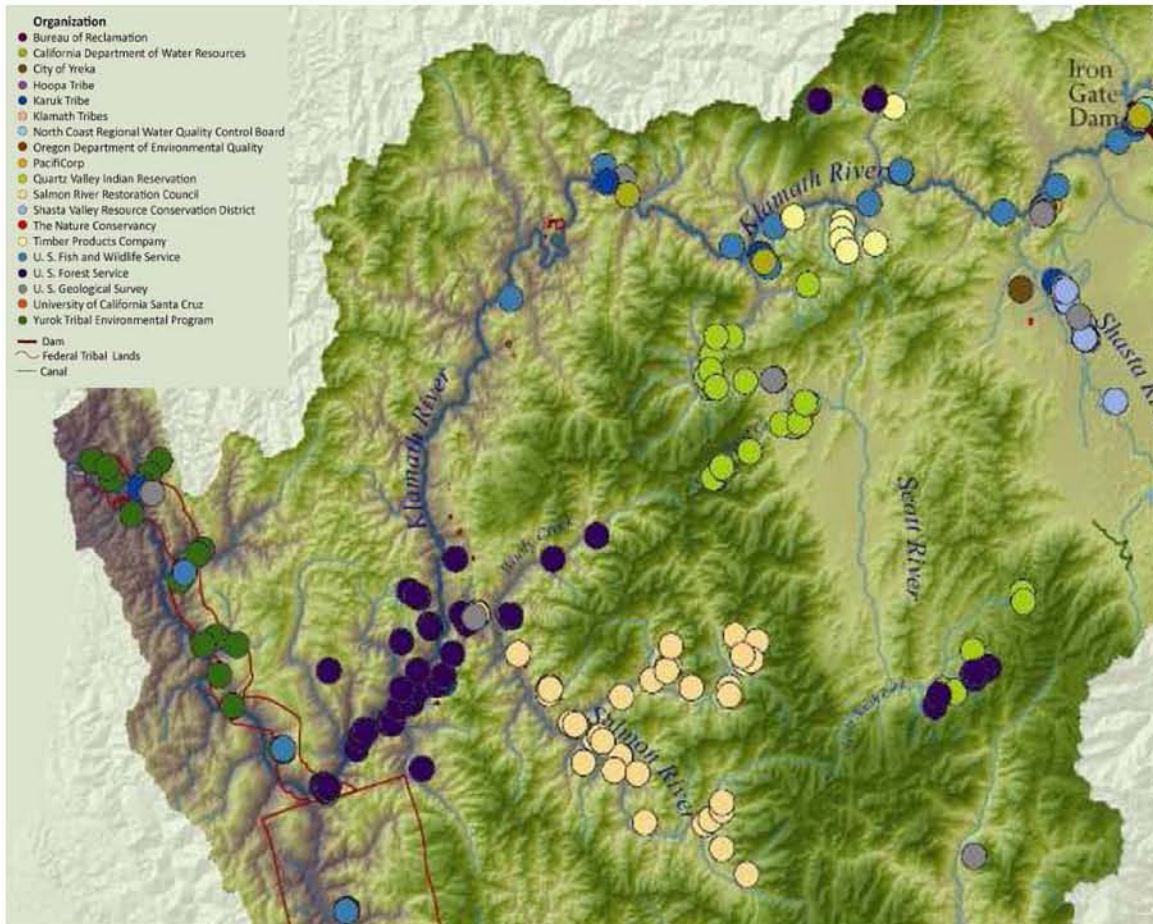 Organization
Bureau of Reclamation
California Department of Water Resources
City of Yreka
Hoopa Tribe
Karuk Tribe
Klamath Tribes
North Coast Regional Water Quality Control Board
Oregon Department of Environmental Quality
PacifiCorp
Quartz Valley Indian Reservation
Salmon River Restoration Council
Shasta Valley Resource Conservation District
The Nature Conservancy
Timber Products Company
U. S. Fish and Wildlife Service
U. S. Forest Service
U. S. Geological Survey
University of California Santa Cruz
Yurok Tribal Environmental Program
Dam
Federal Tribal Lands
Canal
Iron
Gate
Dam
Klamath River
Shasta R
Klamath River
Scott River
Salmon River